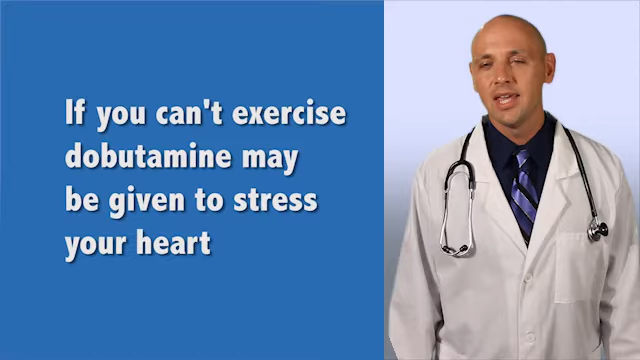 If you can't exercise
dobutamine may
be given to stress
your heart